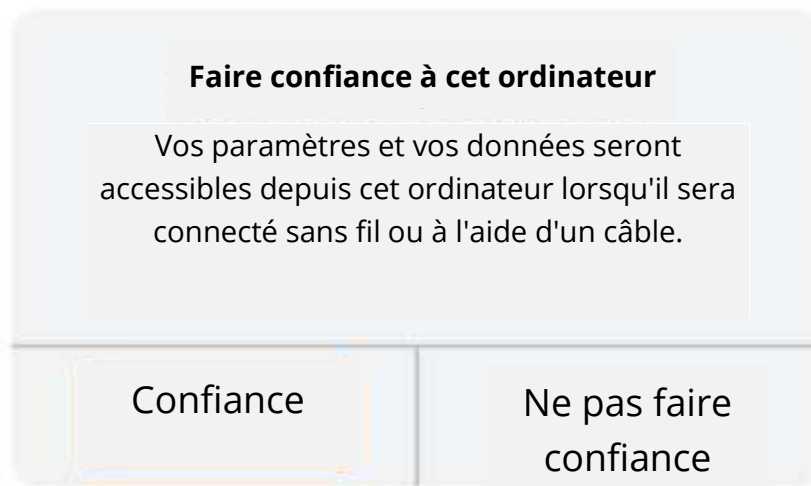 Faire confiance à cet ordinateur
Vos paramètres et vos données seront
accessibles depuis cet ordinateur lorsqu'il sera
connecté sans fil ou à l'aide d'un câble.
Confiance
Ne pas faire
confiance